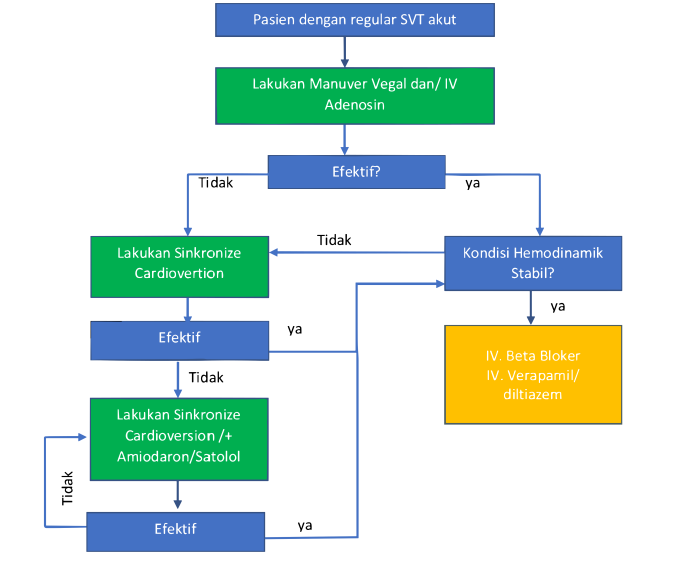 Pasien dengan regular SVT akut
Lakukan Manuver Vegal dan/ IV
Adenosin
Efektif?
Tidak
ya
Lakukan Sinkronize
Cardiovertion
Tidak
Kondisi Hemodinamik
Stabil?
ya
Efektif
ya
IV. Beta Bloker
IV. Verapamil/
diltiazem
Tidak
Lakukan Sinkronize
Cardioversion /+
Amiodaron/Satolol
Tidak
Efektif
ya